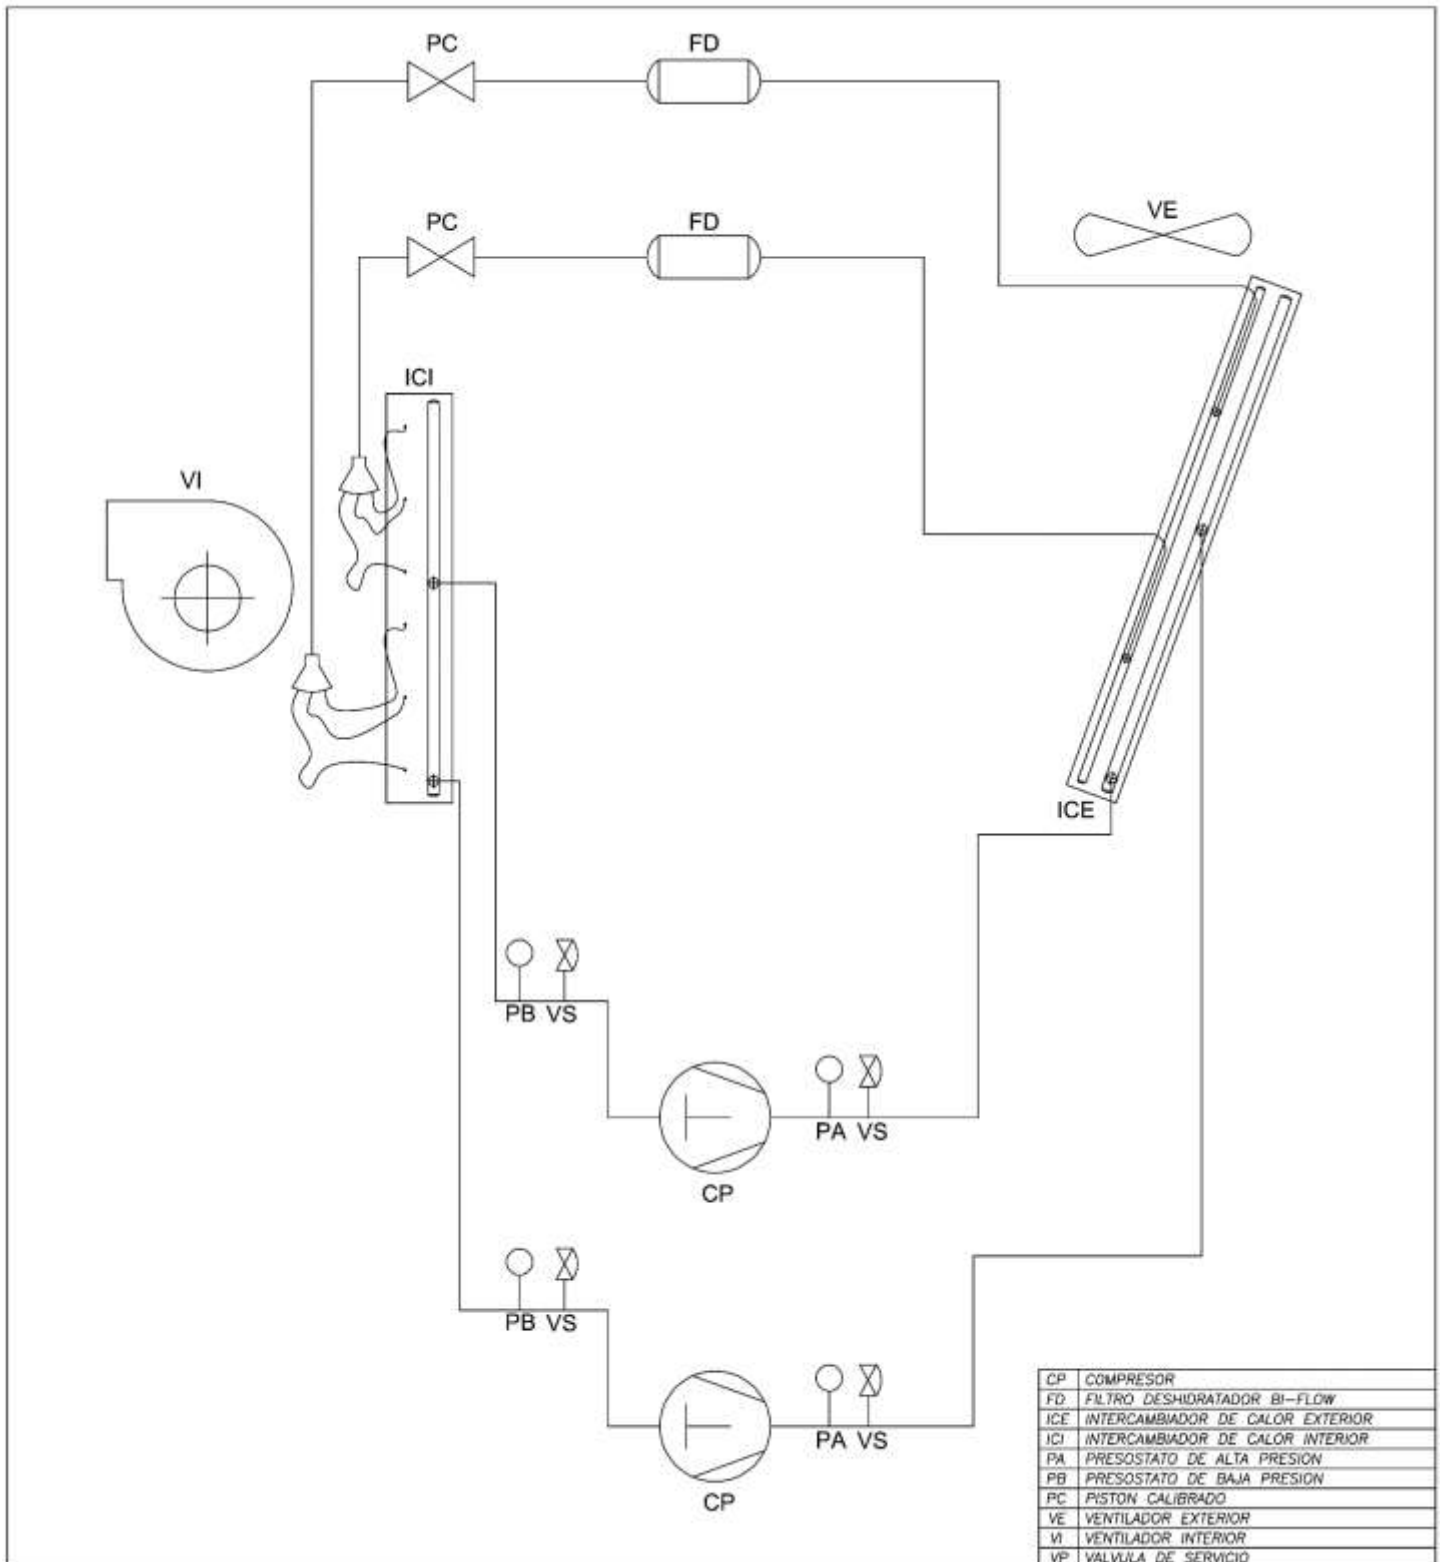 PC
FD
PC
FD
VE
ICI
VI
ICE
PB VS
PA VS
CP
PB VS
PA VS
CP
CP COMPRESOR
FD FILTRO DESHIDRATADOR BI-FLOW
ICE INTERCAMBIADOR DE CALOR EXTERIOR
ICI INTERCAMBIADOR DE CALOR INTERIOR
PA PRESOSTATO DE ALTA PRESION
PB PRESOSTATO DE BAJA PRESION
PC PISTON CALIBRADO
VE VENTILADOR EXTERIOR
VI VENTILADOR INTERIOR
VP VALVULA DE SERVICIO